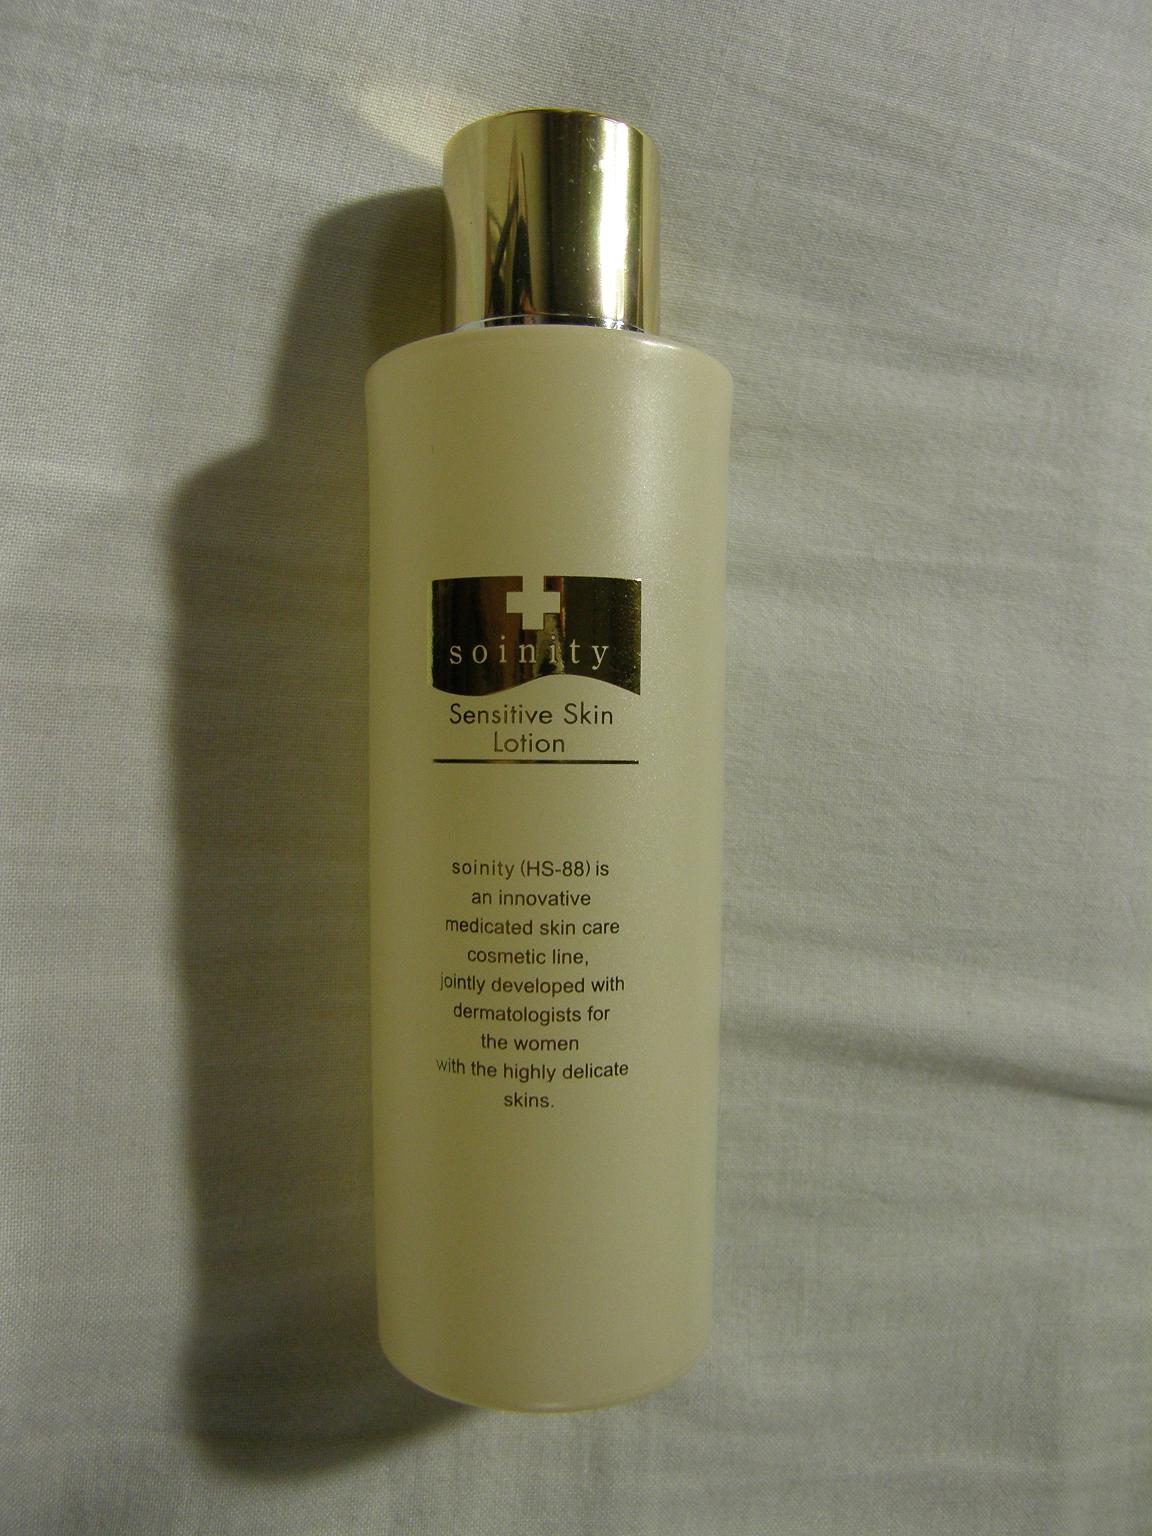 soinity
Sensitive Skin
Lotion
soinity (HS-88) is
an innovative
medicated skin care
cosmetic line,
jointly developed with
dermatologists for
the women
with the highly delicate
skins.